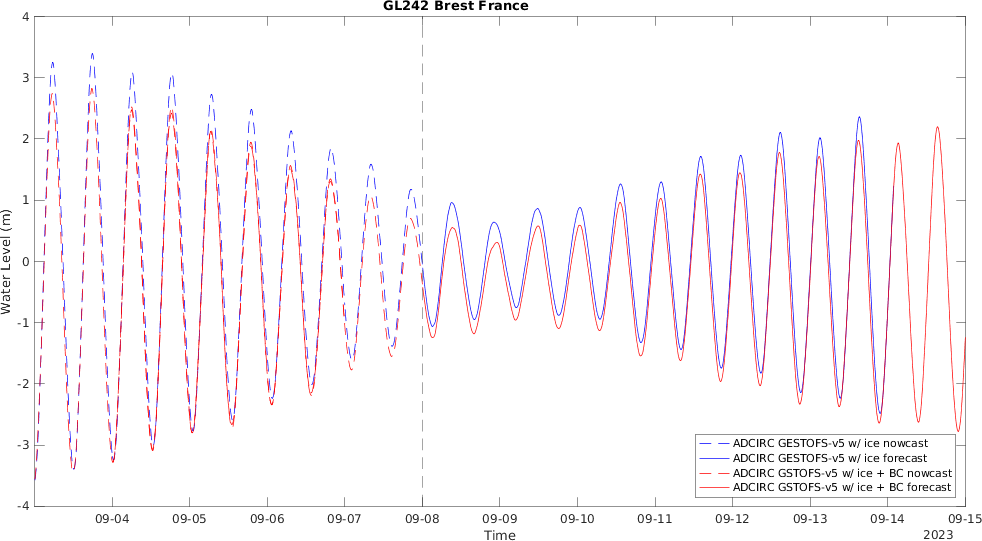 GL242 Brest France
4
3
2
1
0
-1
-2
-3
-4
Water Level (m)
ADCIRC GESTOFS-v5 w/ ice nowcast
ADCIRC GESTOFS-v5 w/ ice forecast
ADCIRC GSTOFS-v5 w/ ice + BC nowcast
ADCIRC GSTOFS-v5 w/ ice + BC forecast
09-04 09-05 09-06 09-07 09-08 09-09 09-10 09-11 09-12 09-13 09-14 09-15
Time
2023